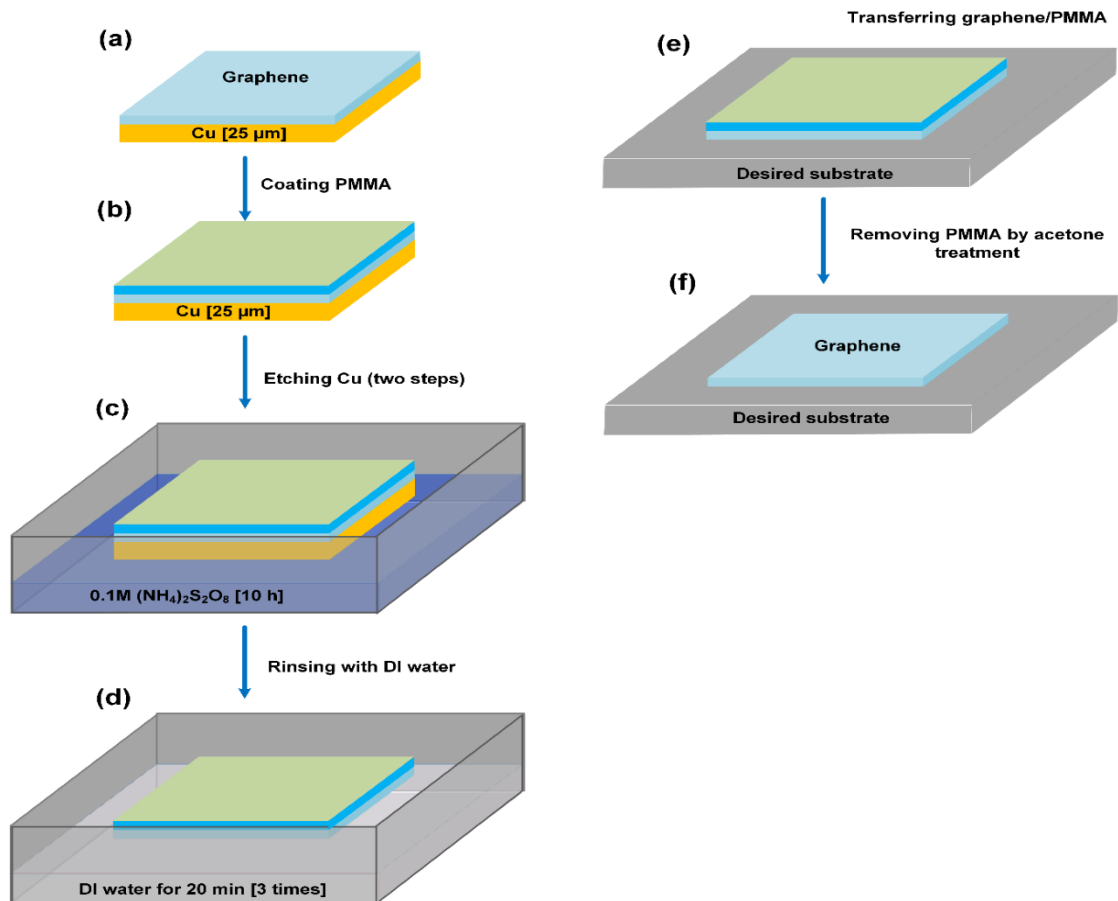 (a)
Graphene
Cu [25 μm]
Coating PMMA
(b)
Cu [25 μm]
Etching Cu (two steps)
(c)
0.1M (NH₄)₂S₂O₈ [10 h]
Rinsing with DI water
(d)
DI water for 20 min [3 times]
Transferring graphene/PMMA
(e)
Desired substrate
Removing PMMA by acetone
treatment
(f)
Graphene
Desired substrate